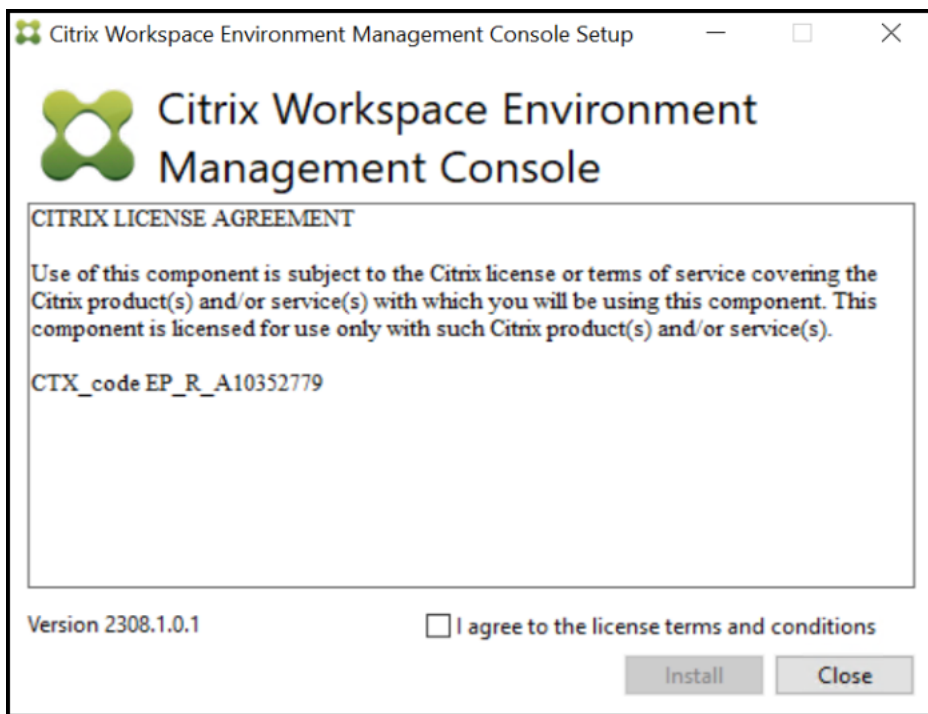 Citrix Workspace Environment Management Console Setup
Citrix Workspace Environment
Management Console
CITRIX LICENSE AGREEMENT
Use of this component is subject to the Citrix license or terms of service covering the
Citrix product(s) and/or service(s) with which you will be using this component. This
component is licensed for use only with such Citrix product(s) and/or service(s).
CTX_code EP_R_A10352779
Version 2308.1.0.1
I agree to the license terms and conditions
Install
Close